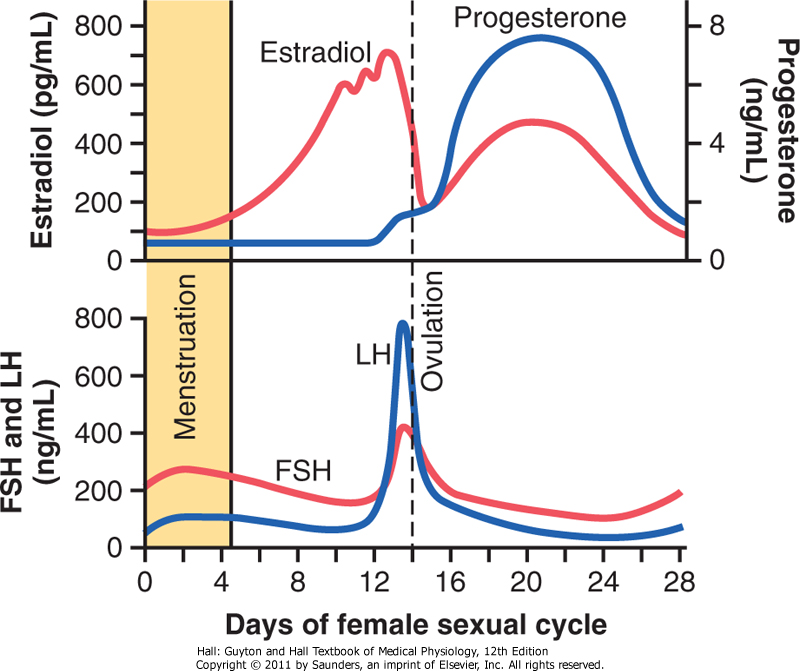 Progesterone
Estradiol
Estradiol (pg/mL)
800
600
400
200
0
8
4
0
Progesterone
(ng/mL)
Menstruation
LH
FSH
Ovulation
FSH and LH
(ng/mL)
800
600
400
200
0
0 4 8 12 16 20 24 28
Days of female sexual cycle
Hall: Guyton and Hall Textbook of Medical Physiology, 12th Edition
Copyright © 2011 by Saunders, an imprint of Elsevier, Inc. All rights reserved.